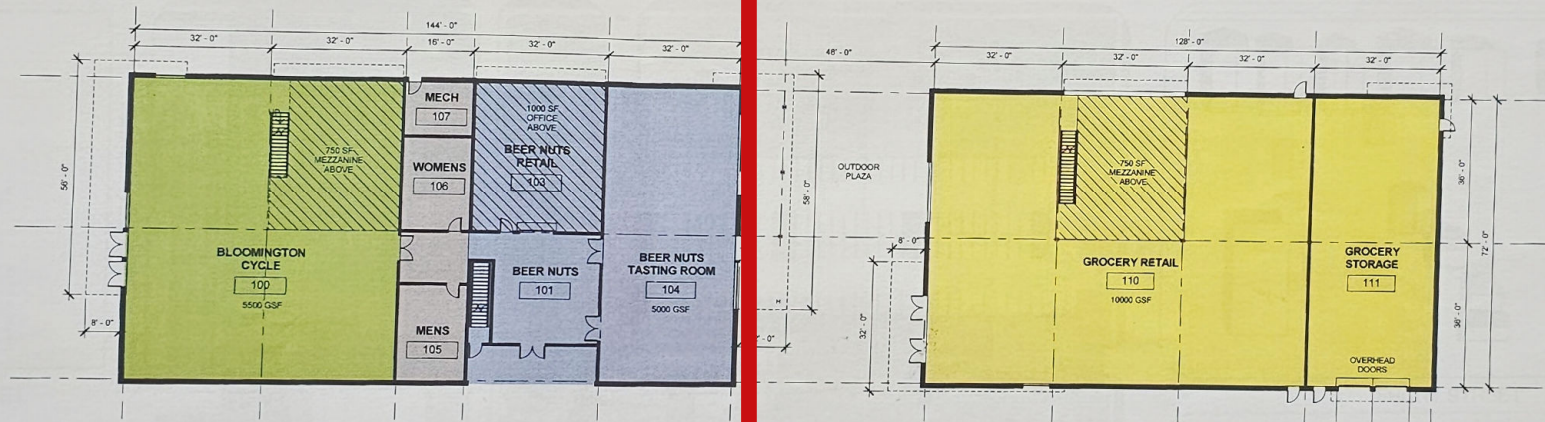 144' - 0"
32' - 0"
32' - 0"
16' - 0"
32' - 0"
32' - 0"
56' - 0"
8' - 0"
UP
750 SF
MEZZANINE
ABOVE
BLOOMINGTON
CYCLE
100
5500 GSF
MECH
107
WOMENS
106
MENS
105
1000 SF
OFFICE
ABOVE
BEER NUTS
RETAIL
103
BEER NUTS
101
BEER NUTS
TASTING ROOM
104
5000 GSF
48' - 0"
128' - 0"
32' - 0"
32' - 0"
32' - 0"
32' - 0"
OUTDOOR
PLAZA
58' - 0"
8' - 0"
32' - 0"
750 SF
MEZZANINE
ABOVE
GROCERY RETAIL
110
10000 GSF
GROCERY
STORAGE
111
OVERHEAD
DOORS
36' - 0"
36' - 0"
72' - 0"